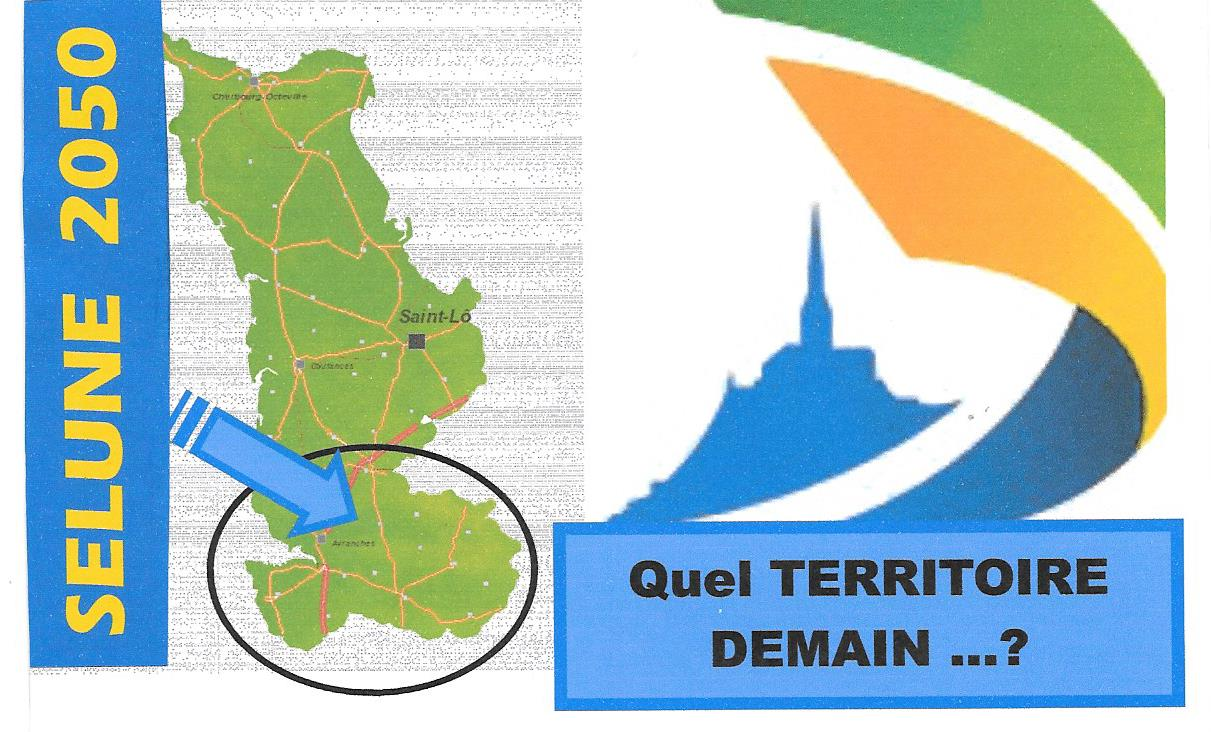 SELUNE 2050
Cherbourg-Octeville
Saint-Lô
Coutances
Avranches
Quel TERRITOIRE
DEMAIN ...?